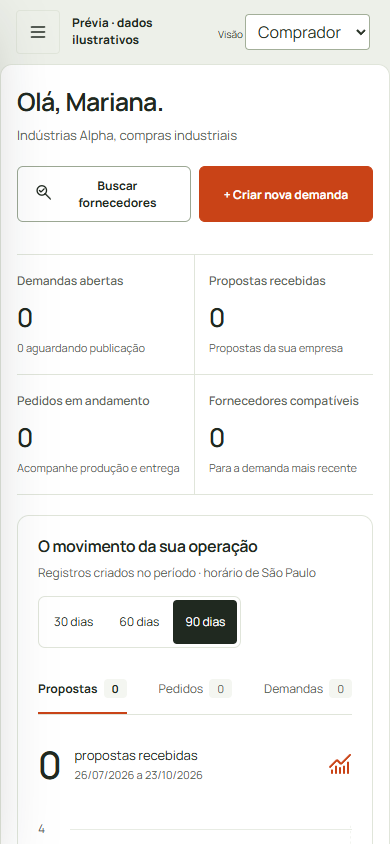 Prévia · dados
ilustrativos
Visão
Comprador
Olá, Mariana.
Indústrias Alpha, compras industriais
Buscar
fornecedores
+ Criar nova demanda
Demandas abertas
0
0 aguardando publicação
Propostas recebidas
0
Propostas da sua empresa
Pedidos em andamento
0
Acompanhe produção e entrega
Fornecedores compatíveis
0
Para a demanda mais recente
O movimento da sua operação
Registros criados no período · horário de São Paulo
30 dias 60 dias 90 dias
Propostas 0 Pedidos 0 Demandas 0
0 propostas recebidas
26/07/2026 a 23/10/2026
4